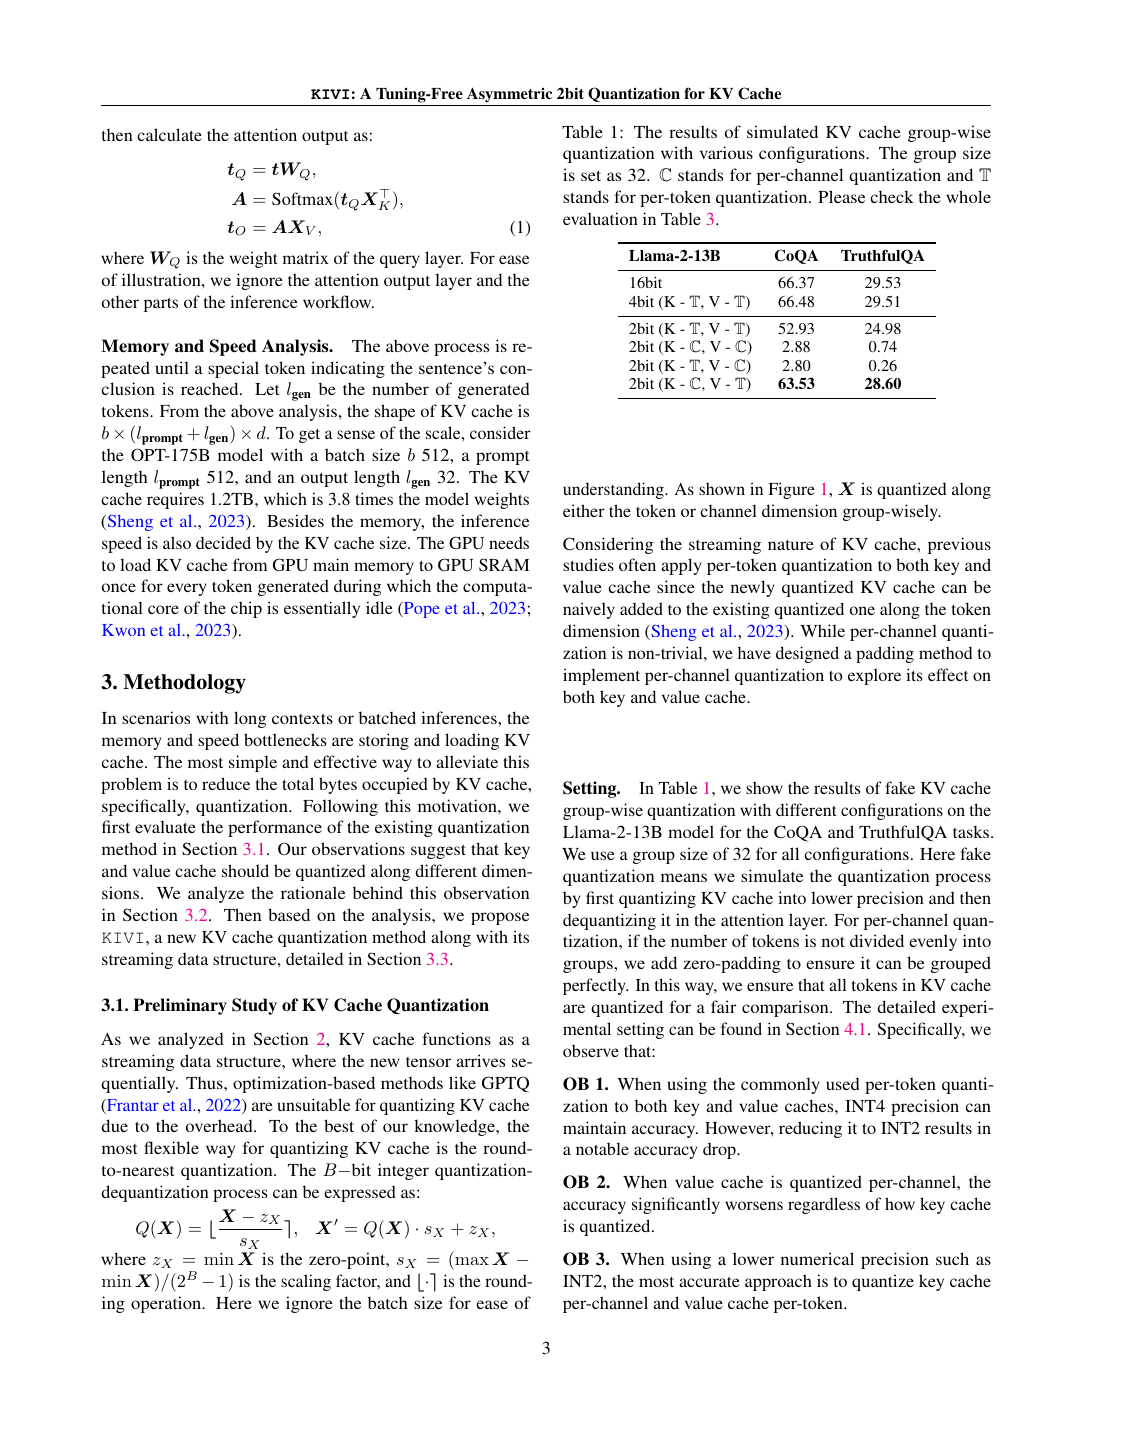 KIVI: A Tuning-Free Asymmetric 2bit Quantization for KV Cache
then calculate the attention output as:
t_Q = tW_Q,
A = Softmax(t_Q X_K^⊤),
t_O = AX_V, (1)
where W_Q is the weight matrix of the query layer. For ease
of illustration, we ignore the attention output layer and the
other parts of the inference workflow.
Memory and Speed Analysis. The above process is re-
peated until a special token indicating the sentence's con-
clusion is reached. Let l_gen be the number of generated
tokens. From the above analysis, the shape of KV cache is
b × (l_prompt + l_gen) × d. To get a sense of the scale, consider
the OPT-175B model with a batch size b 512, a prompt
length l_prompt 512, and an output length l_gen 32. The KV
cache requires 1.2TB, which is 3.8 times the model weights
(Sheng et al., 2023). Besides the memory, the inference
speed is also decided by the KV cache size. The GPU needs
to load KV cache from GPU main memory to GPU SRAM
once for every token generated during which the computa-
tional core of the chip is essentially idle (Pope et al., 2023;
Kwon et al., 2023).
3. Methodology
In scenarios with long contexts or batched inferences, the
memory and speed bottlenecks are storing and loading KV
cache. The most simple and effective way to alleviate this
problem is to reduce the total bytes occupied by KV cache,
specifically, quantization. Following this motivation, we
first evaluate the performance of the existing quantization
method in Section 3.1. Our observations suggest that key
and value cache should be quantized along different dimen-
sions. We analyze the rationale behind this observation
in Section 3.2. Then based on the analysis, we propose
KIVI, a new KV cache quantization method along with its
streaming data structure, detailed in Section 3.3.
3.1. Preliminary Study of KV Cache Quantization
As we analyzed in Section 2, KV cache functions as a
streaming data structure, where the new tensor arrives se-
quentially. Thus, optimization-based methods like GPTQ
(Frantar et al., 2022) are unsuitable for quantizing KV cache
due to the overhead. To the best of our knowledge, the
most flexible way for quantizing KV cache is the round-
to-nearest quantization. The B−bit integer quantization-
dequantization process can be expressed as:
Q(X) = ⌊(X − z_X)/s_X⌉, X′ = Q(X) · s_X + z_X,
where z_X = min X is the zero-point, s_X = (max X −
min X)/(2^B − 1) is the scaling factor, and ⌊·⌉ is the round-
ing operation. Here we ignore the batch size for ease of
Table 1: The results of simulated KV cache group-wise
quantization with various configurations. The group size
is set as 32. ℂ stands for per-channel quantization and 𝕋
stands for per-token quantization. Please check the whole
evaluation in Table 3.
Llama-2-13B CoQA TruthfulQA
16bit 66.37 29.53
4bit (K - 𝕋, V - 𝕋) 66.48 29.51
2bit (K - 𝕋, V - 𝕋) 52.93 24.98
2bit (K - ℂ, V - ℂ) 2.88 0.74
2bit (K - 𝕋, V - ℂ) 2.80 0.26
2bit (K - ℂ, V - 𝕋) 63.53 28.60
understanding. As shown in Figure 1, X is quantized along
either the token or channel dimension group-wisely.
Considering the streaming nature of KV cache, previous
studies often apply per-token quantization to both key and
value cache since the newly quantized KV cache can be
naively added to the existing quantized one along the token
dimension (Sheng et al., 2023). While per-channel quanti-
zation is non-trivial, we have designed a padding method to
implement per-channel quantization to explore its effect on
both key and value cache.
Setting. In Table 1, we show the results of fake KV cache
group-wise quantization with different configurations on the
Llama-2-13B model for the CoQA and TruthfulQA tasks.
We use a group size of 32 for all configurations. Here fake
quantization means we simulate the quantization process
by first quantizing KV cache into lower precision and then
dequantizing it in the attention layer. For per-channel quan-
tization, if the number of tokens is not divided evenly into
groups, we add zero-padding to ensure it can be grouped
perfectly. In this way, we ensure that all tokens in KV cache
are quantized for a fair comparison. The detailed experi-
mental setting can be found in Section 4.1. Specifically, we
observe that:
OB 1. When using the commonly used per-token quanti-
zation to both key and value caches, INT4 precision can
maintain accuracy. However, reducing it to INT2 results in
a notable accuracy drop.
OB 2. When value cache is quantized per-channel, the
accuracy significantly worsens regardless of how key cache
is quantized.
OB 3. When using a lower numerical precision such as
INT2, the most accurate approach is to quantize key cache
per-channel and value cache per-token.
3